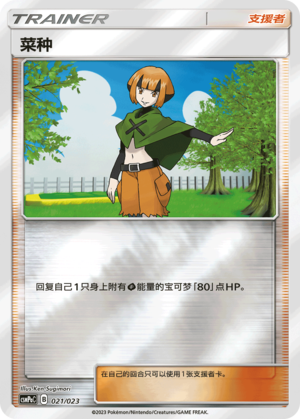 TRAINER 支援者
菜种
回复自己1只身上附有能量的宝可梦「80」点HP。
Illus.Ken Sugimori
在自己的回合只可以使用1张支援者卡。
021/023
©2023 Pokémon/Nintendo/Creatures/GAME FREAK.